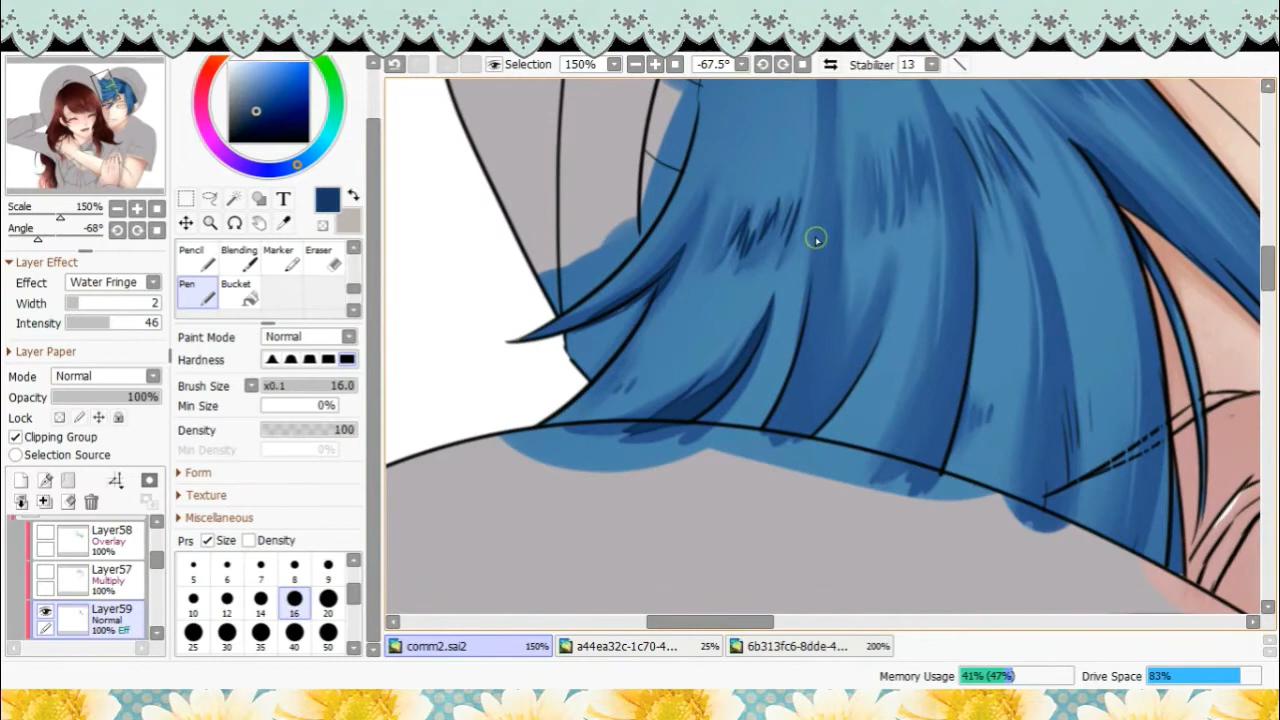 Selection 150% -67.5° Stabilizer 13
Scale 150%
Angle -68°
Layer Effect
Effect Water Fringe
Width 2
Intensity 46
Layer Paper
Mode Normal
Opacity 100%
Lock
Clipping Group
Selection Source
Layer58
Overlay
100%
Layer57
Multiply
100%
Layer59
Normal
100% Eff
T
Pencil Blending Marker Eraser
Pen Bucket
Paint Mode Normal
Hardness
Brush Size x0.1 16.0
Min Size 0%
Density 100
Min Density 0%
Form
Texture
Miscellaneous
Prs Size Density
5 6 7 8 9
10 12 14 16 20
25 30 35 40 50
comm2.sai2 150% a44ea32c-1c70-4... 25% 6b313fc6-8dde-4... 200%
Memory Usage 41% (47%) Drive Space 83%